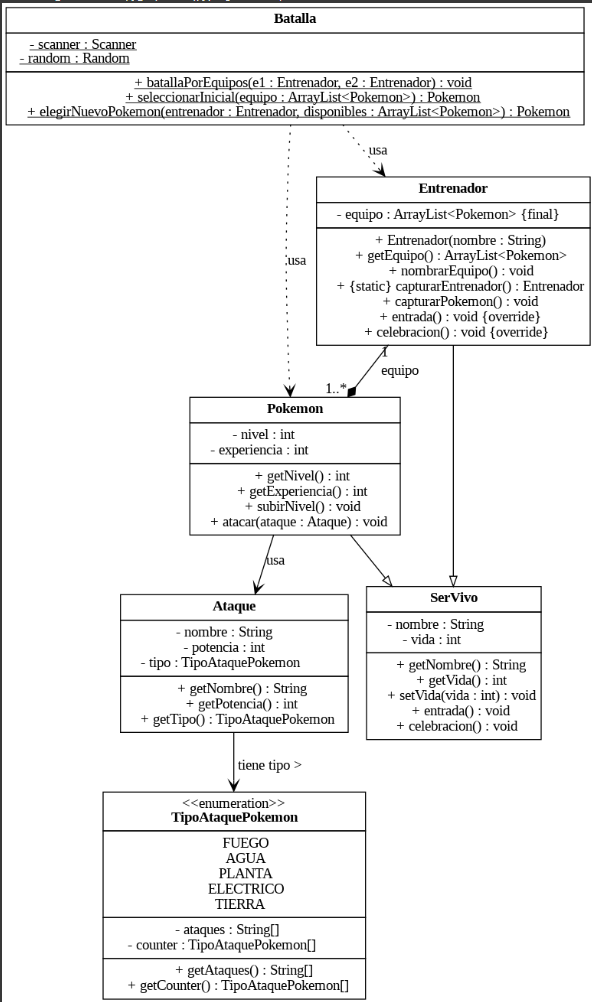 Batalla
- scanner : Scanner
- random : Random
+ batallaPorEquipos(e1 : Entrenador, e2 : Entrenador) : void
+ seleccionarInicial(equipo : ArrayList<Pokemon>) : Pokemon
+ elegirNuevoPokemon(entrenador : Entrenador, disponibles : ArrayList<Pokemon>) : Pokemon
usa
Entrenador
- equipo : ArrayList<Pokemon> {final}
+ Entrenador(nombre : String)
+ getEquipo() : ArrayList<Pokemon>
+ nombrarEquipo() : void
+ {static} capturarEntrenador() : Entrenador
+ capturarPokemon() : void
+ entrada() : void {override}
+ celebracion() : void {override}
usa
1
equipo
1..*
Pokemon
- nivel : int
- experiencia : int
+ getNivel() : int
+ getExperiencia() : int
+ subirNivel() : void
+ atacar(ataque : Ataque) : void
usa
Ataque
- nombre : String
- potencia : int
- tipo : TipoAtaquePokemon
+ getNombre() : String
+ getPotencia() : int
+ getTipo() : TipoAtaquePokemon
SerVivo
- nombre : String
- vida : int
+ getNombre() : String
+ getVida() : int
+ setVida(vida : int) : void
+ entrada() : void
+ celebracion() : void
tiene tipo >
<<enumeration>>
TipoAtaquePokemon
FUEGO
AGUA
PLANTA
ELECTRICO
TIERRA
- ataques : String[]
- counter : TipoAtaquePokemon[]
+ getAtaques() : String[]
+ getCounter() : TipoAtaquePokemon[]